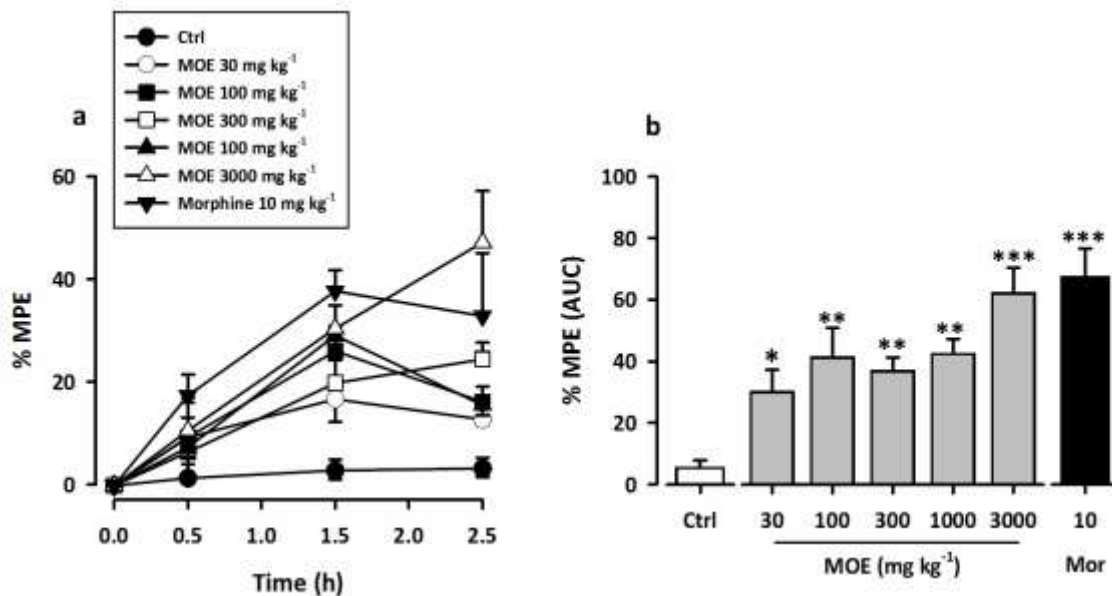 Ctrl
MOE 30 mg kg⁻¹
MOE 100 mg kg⁻¹
MOE 300 mg kg⁻¹
MOE 100 mg kg⁻¹
MOE 3000 mg kg⁻¹
Morphine 10 mg kg⁻¹
a
60
40
20
0
% MPE
0.0 0.5 1.0 1.5 2.0 2.5
Time (h)
b
100
80
60
40
20
0
% MPE (AUC)
* ** ** ** *** ***
Ctrl 30 100 300 1000 3000 10
MOE (mg kg⁻¹) Mor